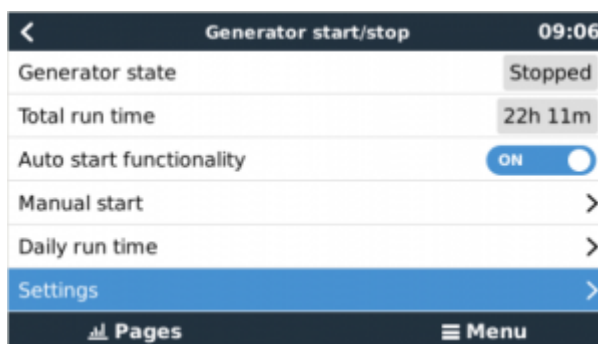 Generator start/stop 09:06
Generator state Stopped
Total run time 22h 11m
Auto start functionality ON
Manual start
Daily run time
Settings
Pages Menu